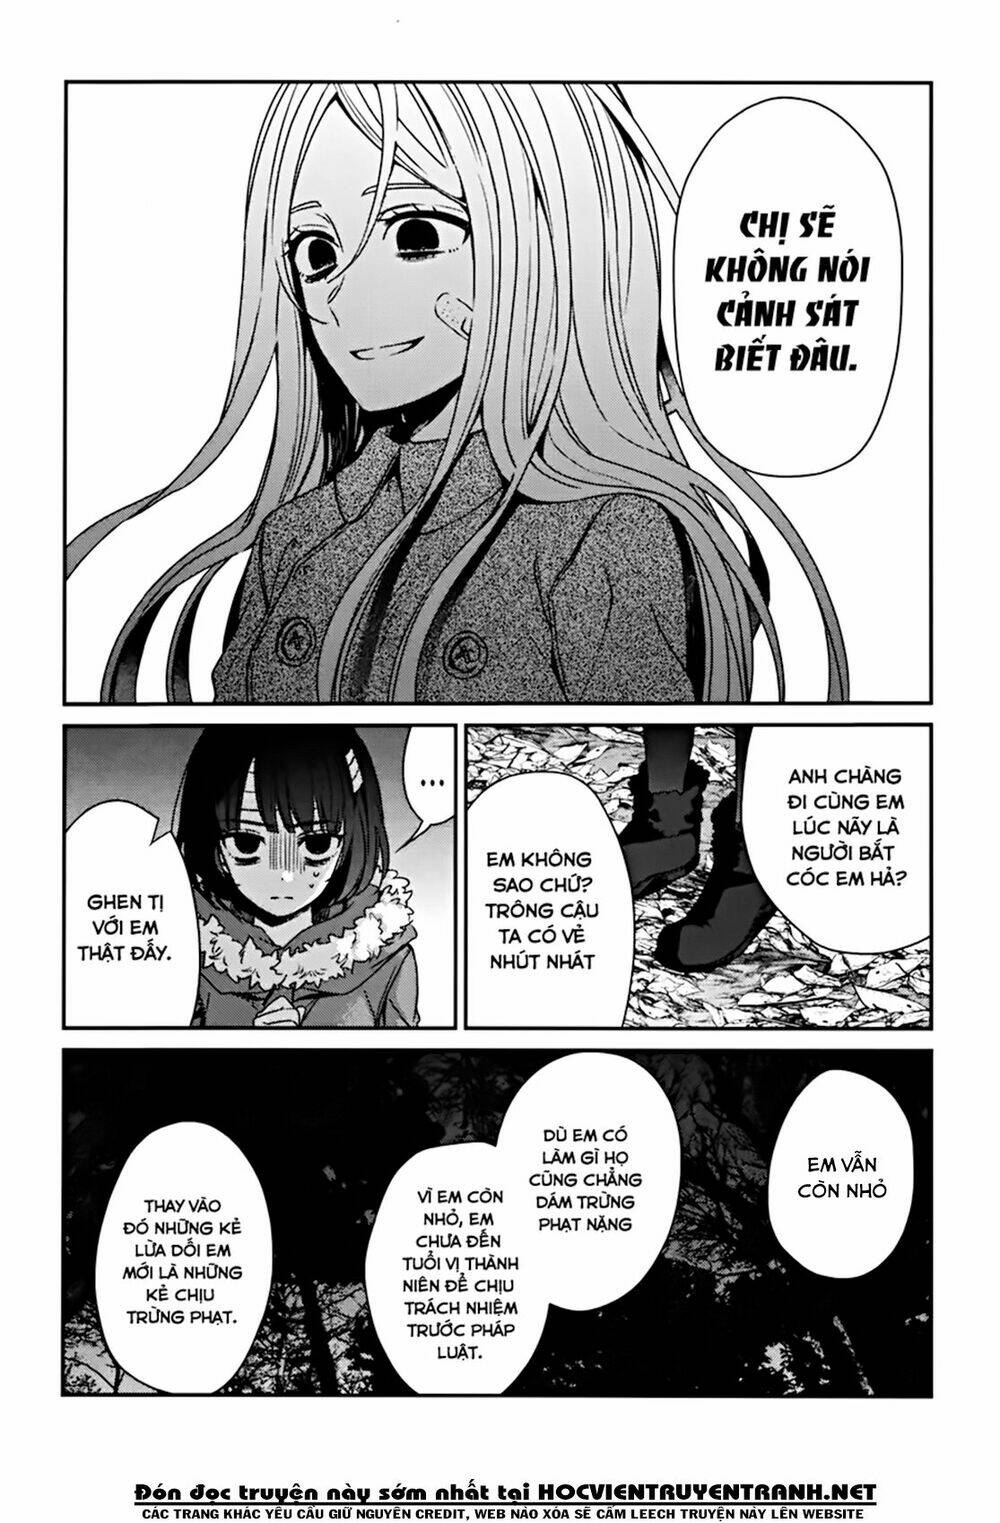 CHỊ SẼ
KHÔNG NÓI
CẢNH SÁT
BIẾT ĐÂU.
ANH CHÀNG
ĐI CÙNG EM
LÚC NÃY LÀ
NGƯỜI BẮT
CÓC EM HẢ?
EM KHÔNG
SAO CHỨ?
TRÔNG CẬU
TA CÓ VẺ
NHÚT NHÁT
...
GHEN TỊ
VỚI EM
THẬT ĐẤY.
EM VẪN
CÒN NHỎ
DÙ EM CÓ
LÀM GÌ HỌ
CŨNG CHẲNG
DÁM TRỪNG
PHẠT NẶNG
VÌ EM CÒN
NHỎ, EM
CHƯA ĐẾN
TUỔI VỊ THÀNH
NIÊN ĐỂ CHỊU
TRÁCH NHIỆM
TRƯỚC PHÁP
LUẬT.
THAY VÀO
ĐÓ NHỮNG KẺ
LỪA DỐI EM
MỚI LÀ NHỮNG
KẺ CHỊU
TRỪNG PHẠT.
Đón đọc truyện này sớm nhất tại HOCVIENTRUYENTRANH.NET
CÁC TRANG KHÁC YÊU CẦU GIỮ NGUYÊN CREDIT, WEB NÀO XÓA SẼ CẤM LEECH TRUYỆN NÀY LÊN WEBSITE